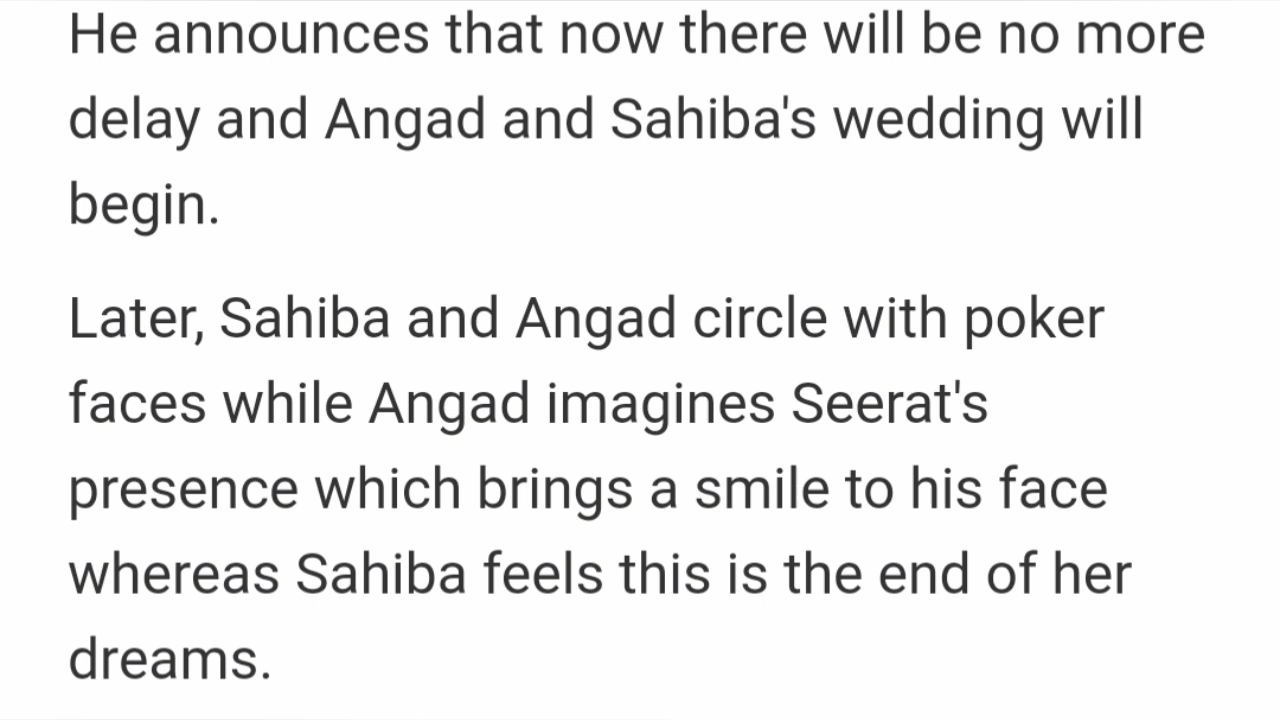 He announces that now there will be no more
delay and Angad and Sahiba's wedding will
begin.
Later, Sahiba and Angad circle with poker
faces while Angad imagines Seerat's
presence which brings a smile to his face
whereas Sahiba feels this is the end of her
dreams.